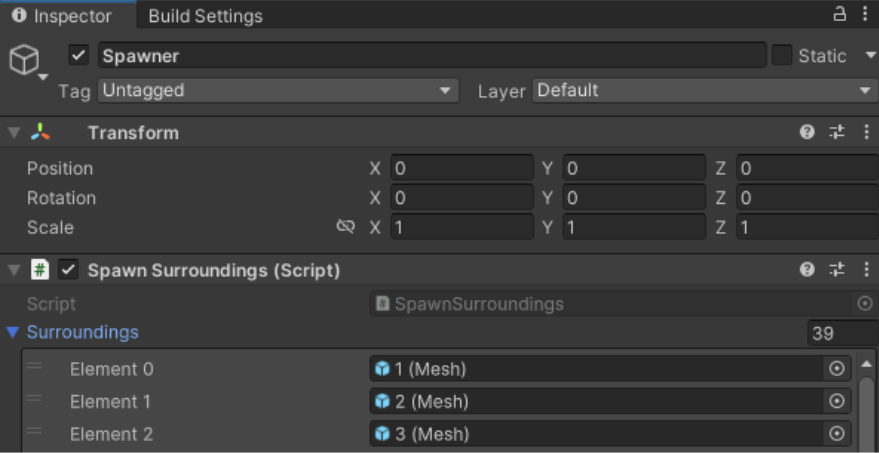 Inspector Build Settings
Spawner Static
Tag Untagged Layer Default
Transform
Position X 0 Y 0 Z 0
Rotation X 0 Y 0 Z 0
Scale X 1 Y 1 Z 1
# Spawn Surroundings (Script)
Script # SpawnSurroundings
Surroundings 39
Element 0 1 (Mesh)
Element 1 2 (Mesh)
Element 2 3 (Mesh)